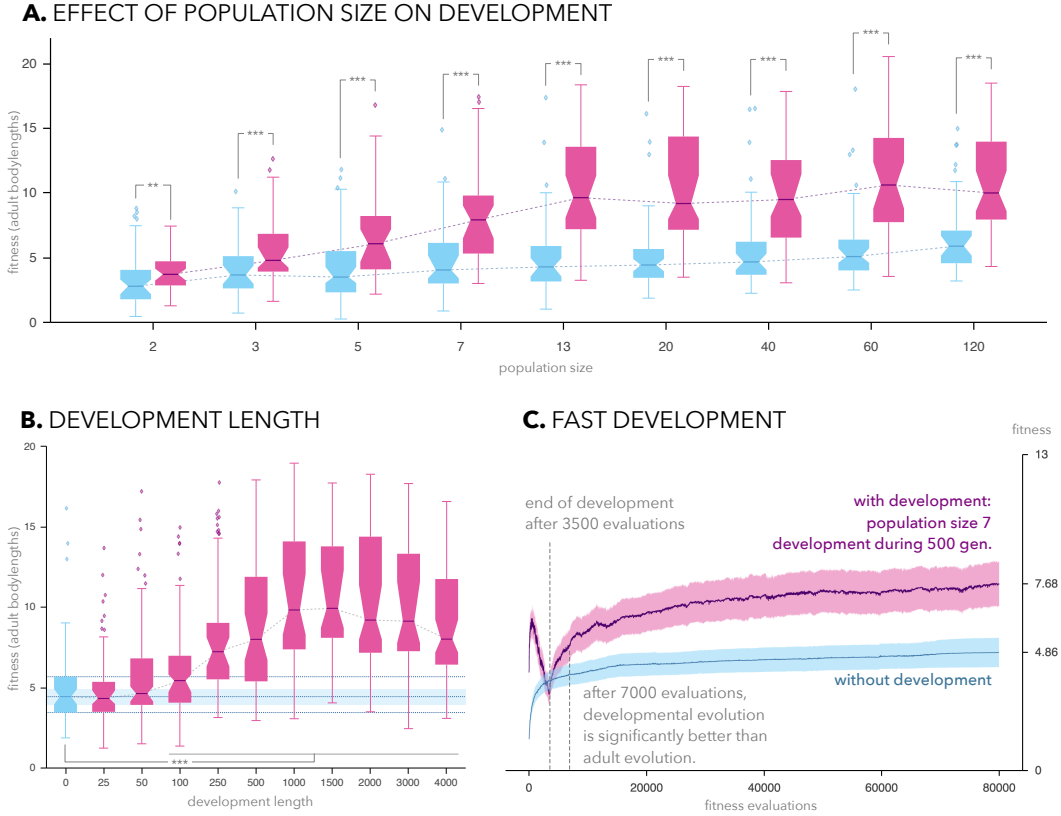 A. EFFECT OF POPULATION SIZE ON DEVELOPMENT
fitness (adult bodylengths)
20
15
10
5
0
**
***
***
***
***
***
***
***
***
2 3 5 7 13 20 40 60 120
population size
B. DEVELOPMENT LENGTH
fitness (adult bodylengths)
20
15
10
5
0
***
0 25 50 100 250 500 1000 1500 2000 3000 4000
development length
C. FAST DEVELOPMENT
fitness
13
7.68
4.86
0
end of development
after 3500 evaluations
with development:
population size 7
development during 500 gen.
without development
after 7000 evaluations,
developmental evolution
is significantly better than
adult evolution.
0 20000 40000 60000 80000
fitness evaluations